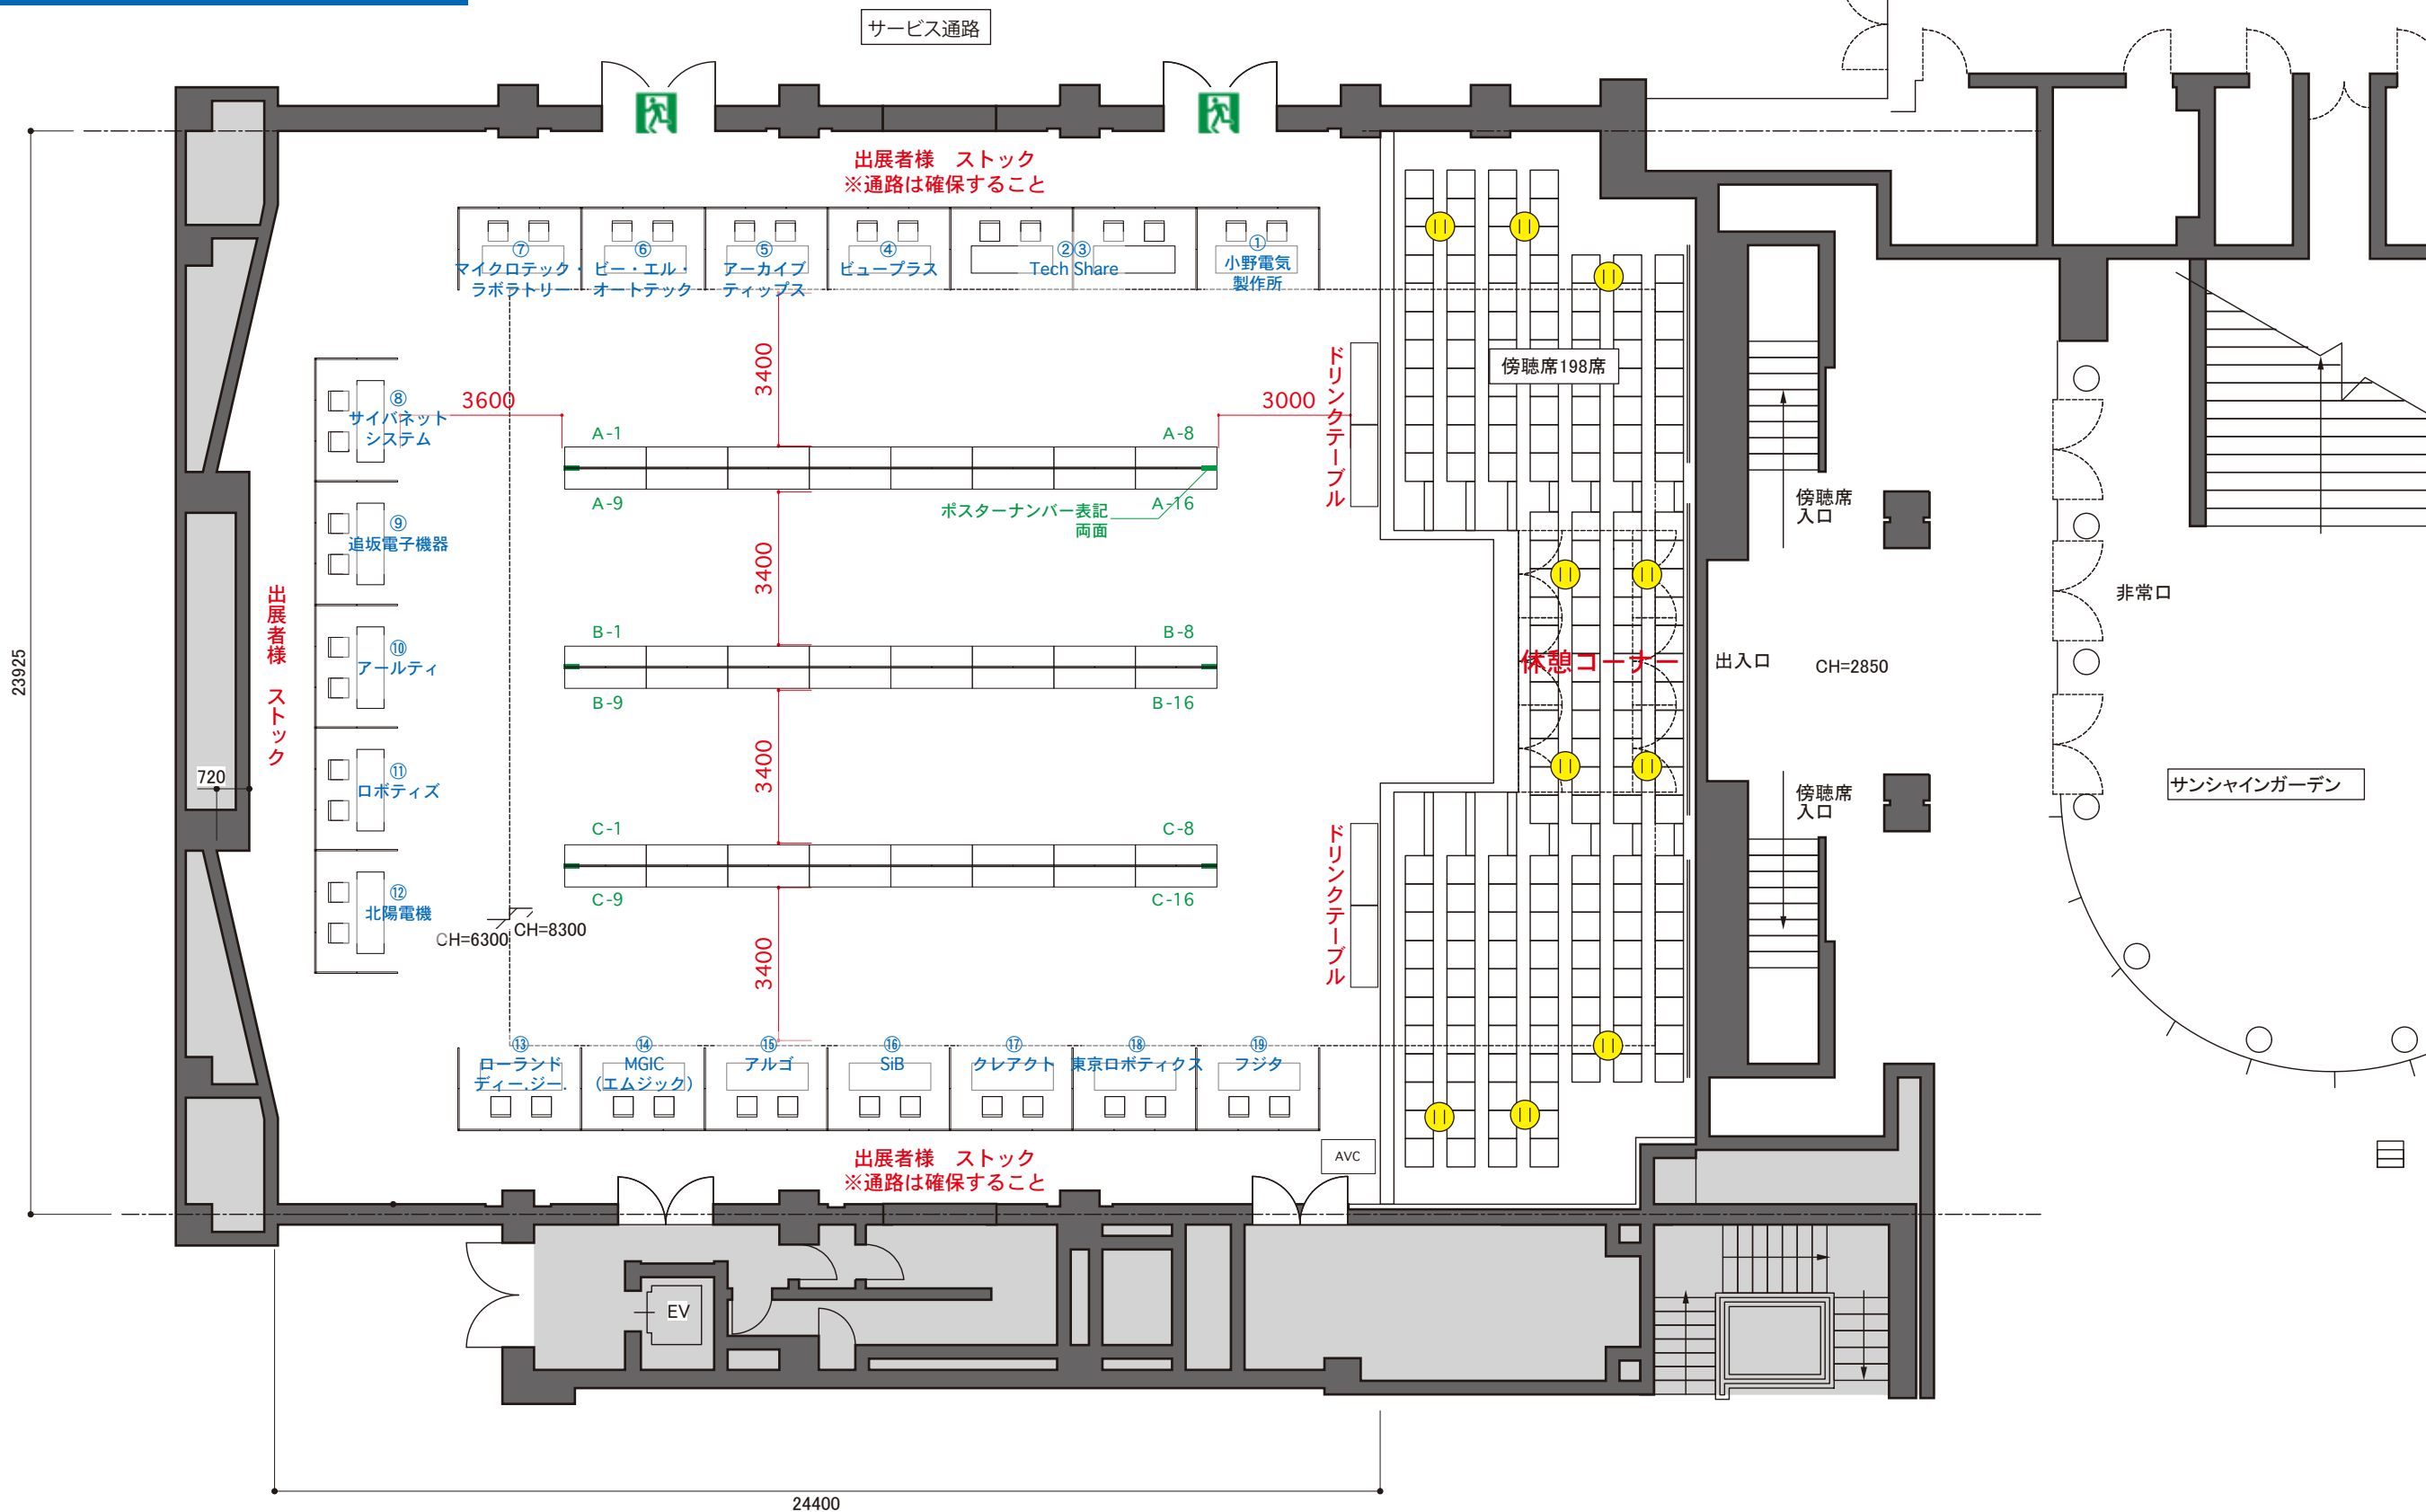 サービス通路
出展者様　ストック
※通路は確保すること
⑦
マイクロテック・
ラボラトリー
⑥
ビー・エル・
オートテック
⑤
アーカイブ
ティップス
④
ビュープラス
②③
Tech Share
①
小野電気
製作所
傍聴席198席
ドリンクテーブル
3400
3600
3000
⑧
サイバネット
システム
A-1
A-8
A-9
A-16
ポスターナンバー表記
両面
傍聴席
入口
⑨
追坂電子機器
3400
出展者様　ストック
非常口
23925
⑩
アールティ
B-1
B-8
B-9
B-16
休憩コーナー
出入口
CH=2850
720
⑪
ロボティズ
3400
サンシャインガーデン
傍聴席
入口
C-1
C-8
C-9
C-16
ドリンクテーブル
⑫
北陽電機
CH=6300
CH=8300
3400
⑬
ローランド
ディー.ジー.
⑭
MGIC
(エムジック)
⑮
アルゴ
⑯
SiB
⑰
クレアクト
⑱
東京ロボティクス
⑲
フジタ
出展者様　ストック
※通路は確保すること
AVC
EV
24400